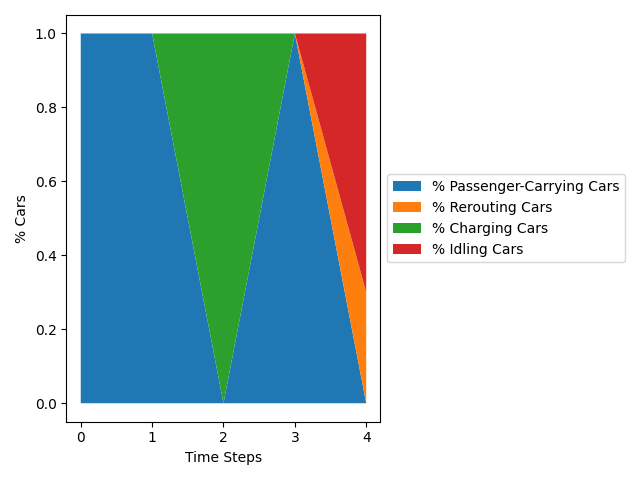 1.0
0.8
0.6
0.4
0.2
0.0
% Cars
0
1
2
3
4
Time Steps
% Passenger-Carrying Cars
% Rerouting Cars
% Charging Cars
% Idling Cars